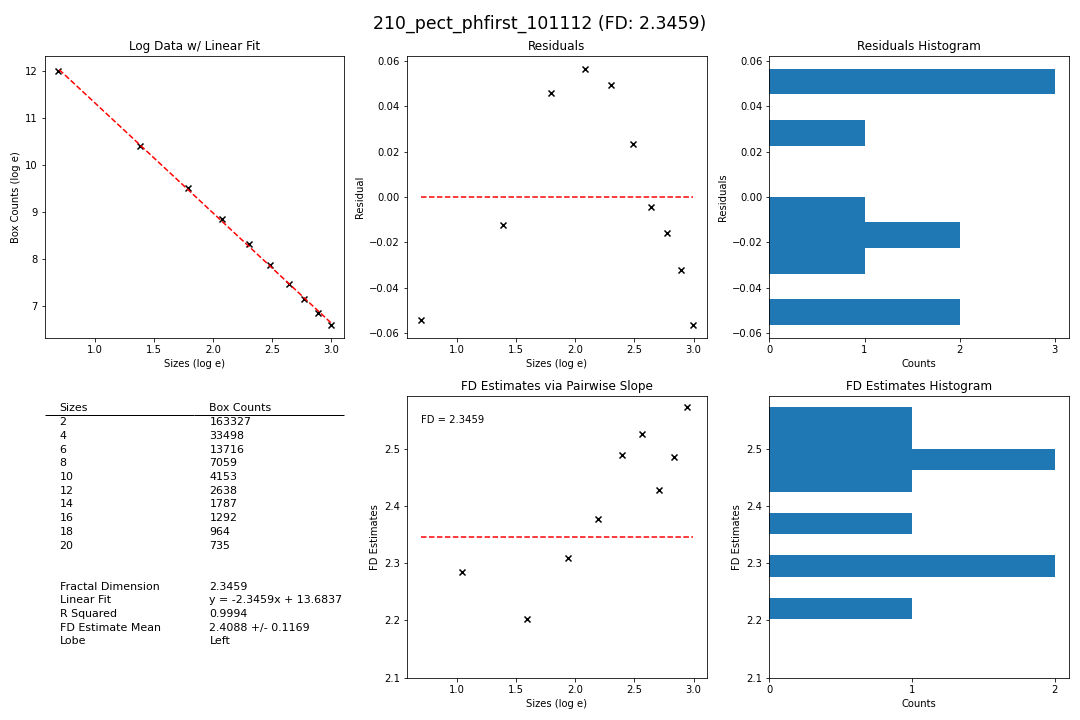 210_pect_phfirst_101112 (FD: 2.3459)
Log Data w/ Linear Fit
12
11
10
9
8
7
Box Counts (log e)
1.0 1.5 2.0 2.5 3.0
Sizes (log e)
Residuals
0.06
0.04
0.02
0.00
−0.02
−0.04
−0.06
Residual
1.0 1.5 2.0 2.5 3.0
Sizes (log e)
Residuals Histogram
0.06
0.04
0.02
0.00
−0.02
−0.04
−0.06
Residuals
0 1 2 3
Counts
Sizes Box Counts
2 163327
4 33498
6 13716
8 7059
10 4153
12 2638
14 1787
16 1292
18 964
20 735
Fractal Dimension 2.3459
Linear Fit y = -2.3459x + 13.6837
R Squared 0.9994
FD Estimate Mean 2.4088 +/- 0.1169
Lobe Left
FD Estimates via Pairwise Slope
FD = 2.3459
2.5
2.4
2.3
2.2
2.1
FD Estimates
1.0 1.5 2.0 2.5 3.0
Sizes (log e)
FD Estimates Histogram
2.5
2.4
2.3
2.2
2.1
FD Estimates
0 1 2
Counts